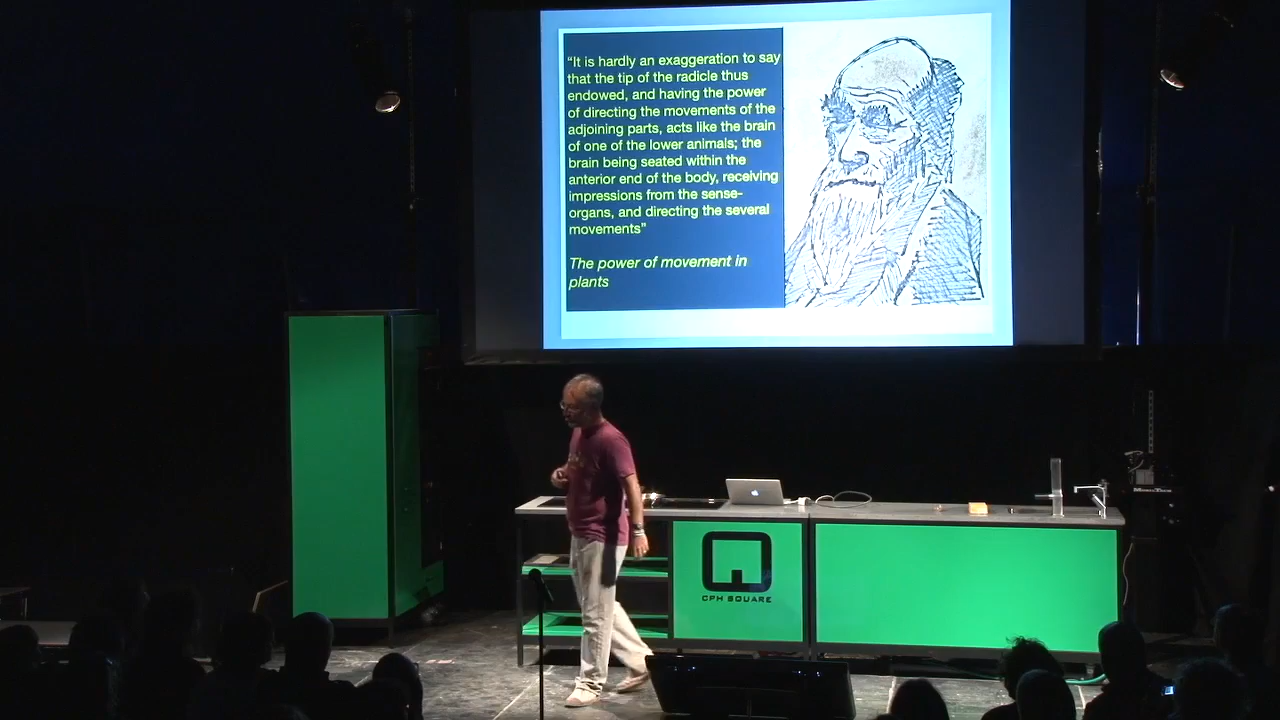 “It is hardly an exaggeration to say
that the tip of the radicle thus
endowed, and having the power
of directing the movements of the
adjoining parts, acts like the brain
of one of the lower animals; the
brain being seated within the
anterior end of the body, receiving
impressions from the sense-
organs, and directing the several
movements”
The power of movement in
plants
CPH SQUARE